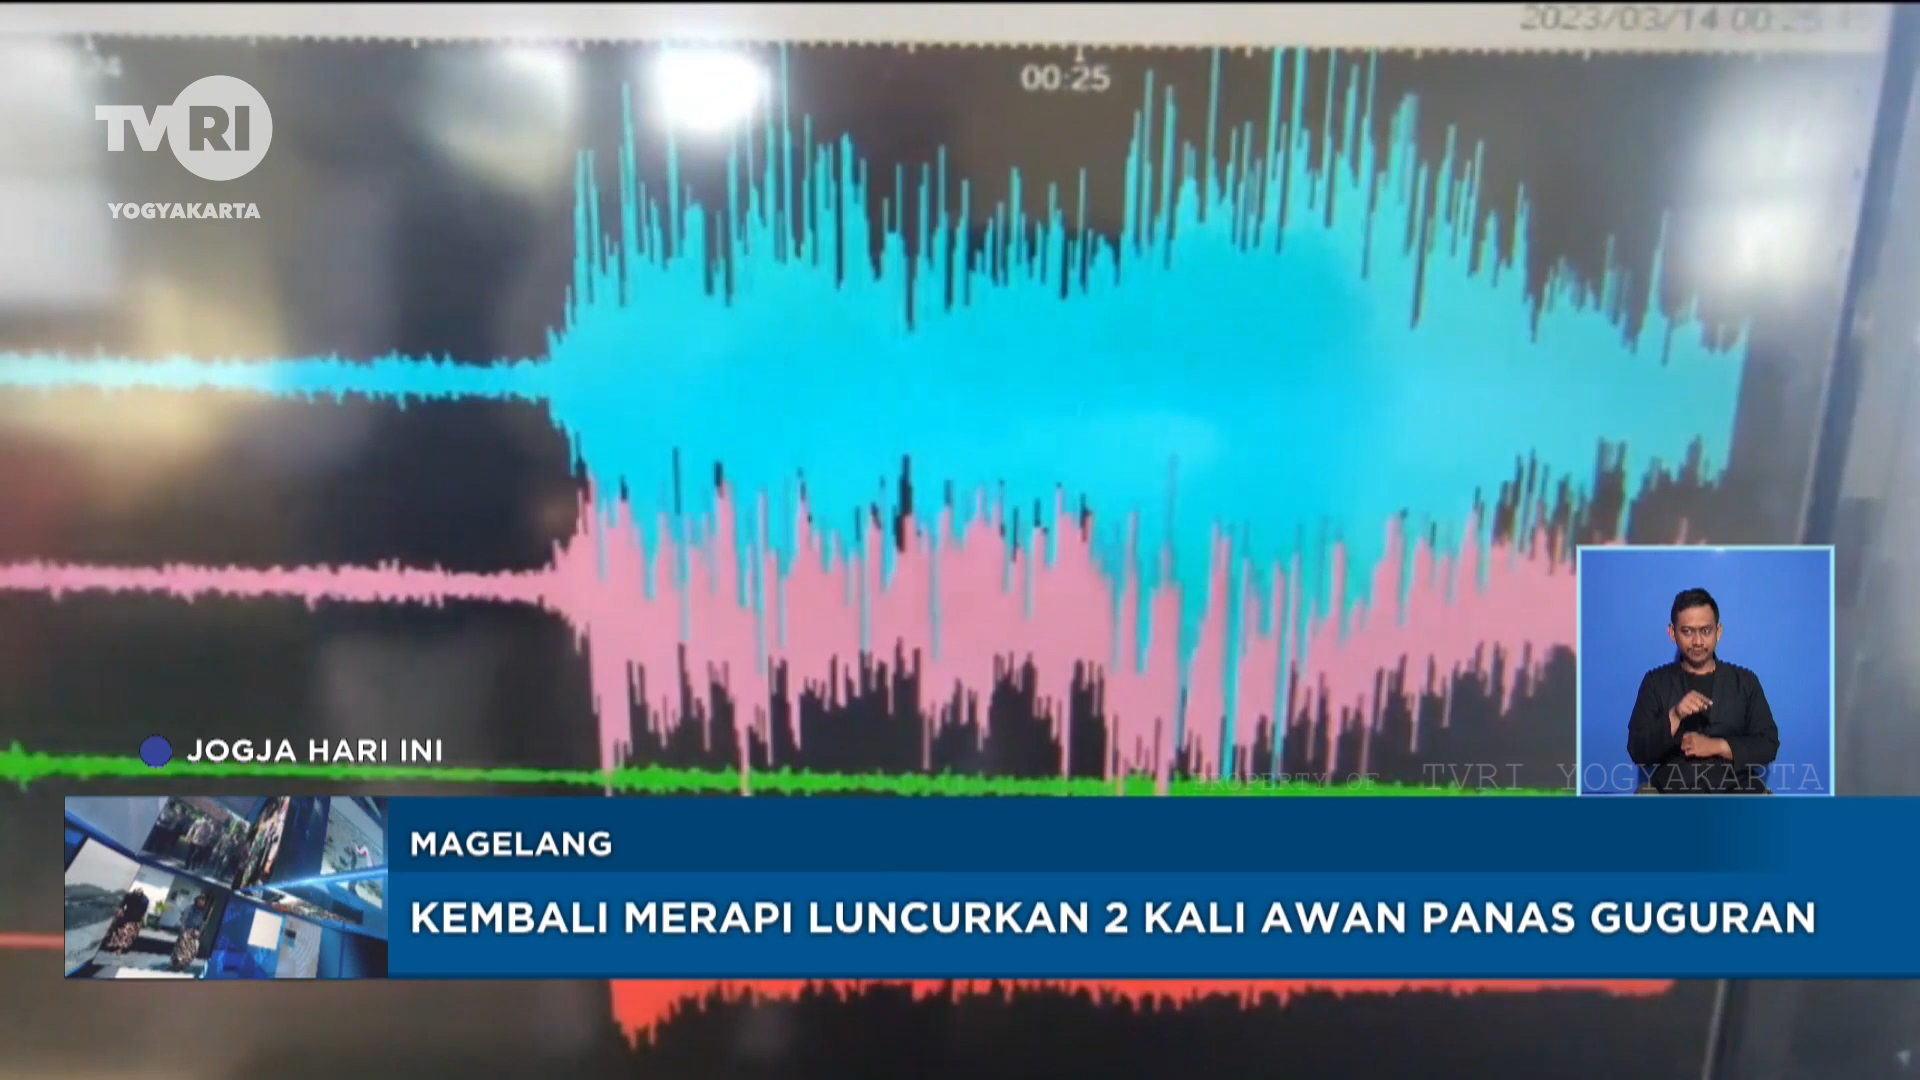 2023/03/14 00:25
00:25
TVRI
YOGYAKARTA
JOGJA HARI INI
PROPERTY OF TVRI YOGYAKARTA
MAGELANG
KEMBALI MERAPI LUNCURKAN 2 KALI AWAN PANAS GUGURAN